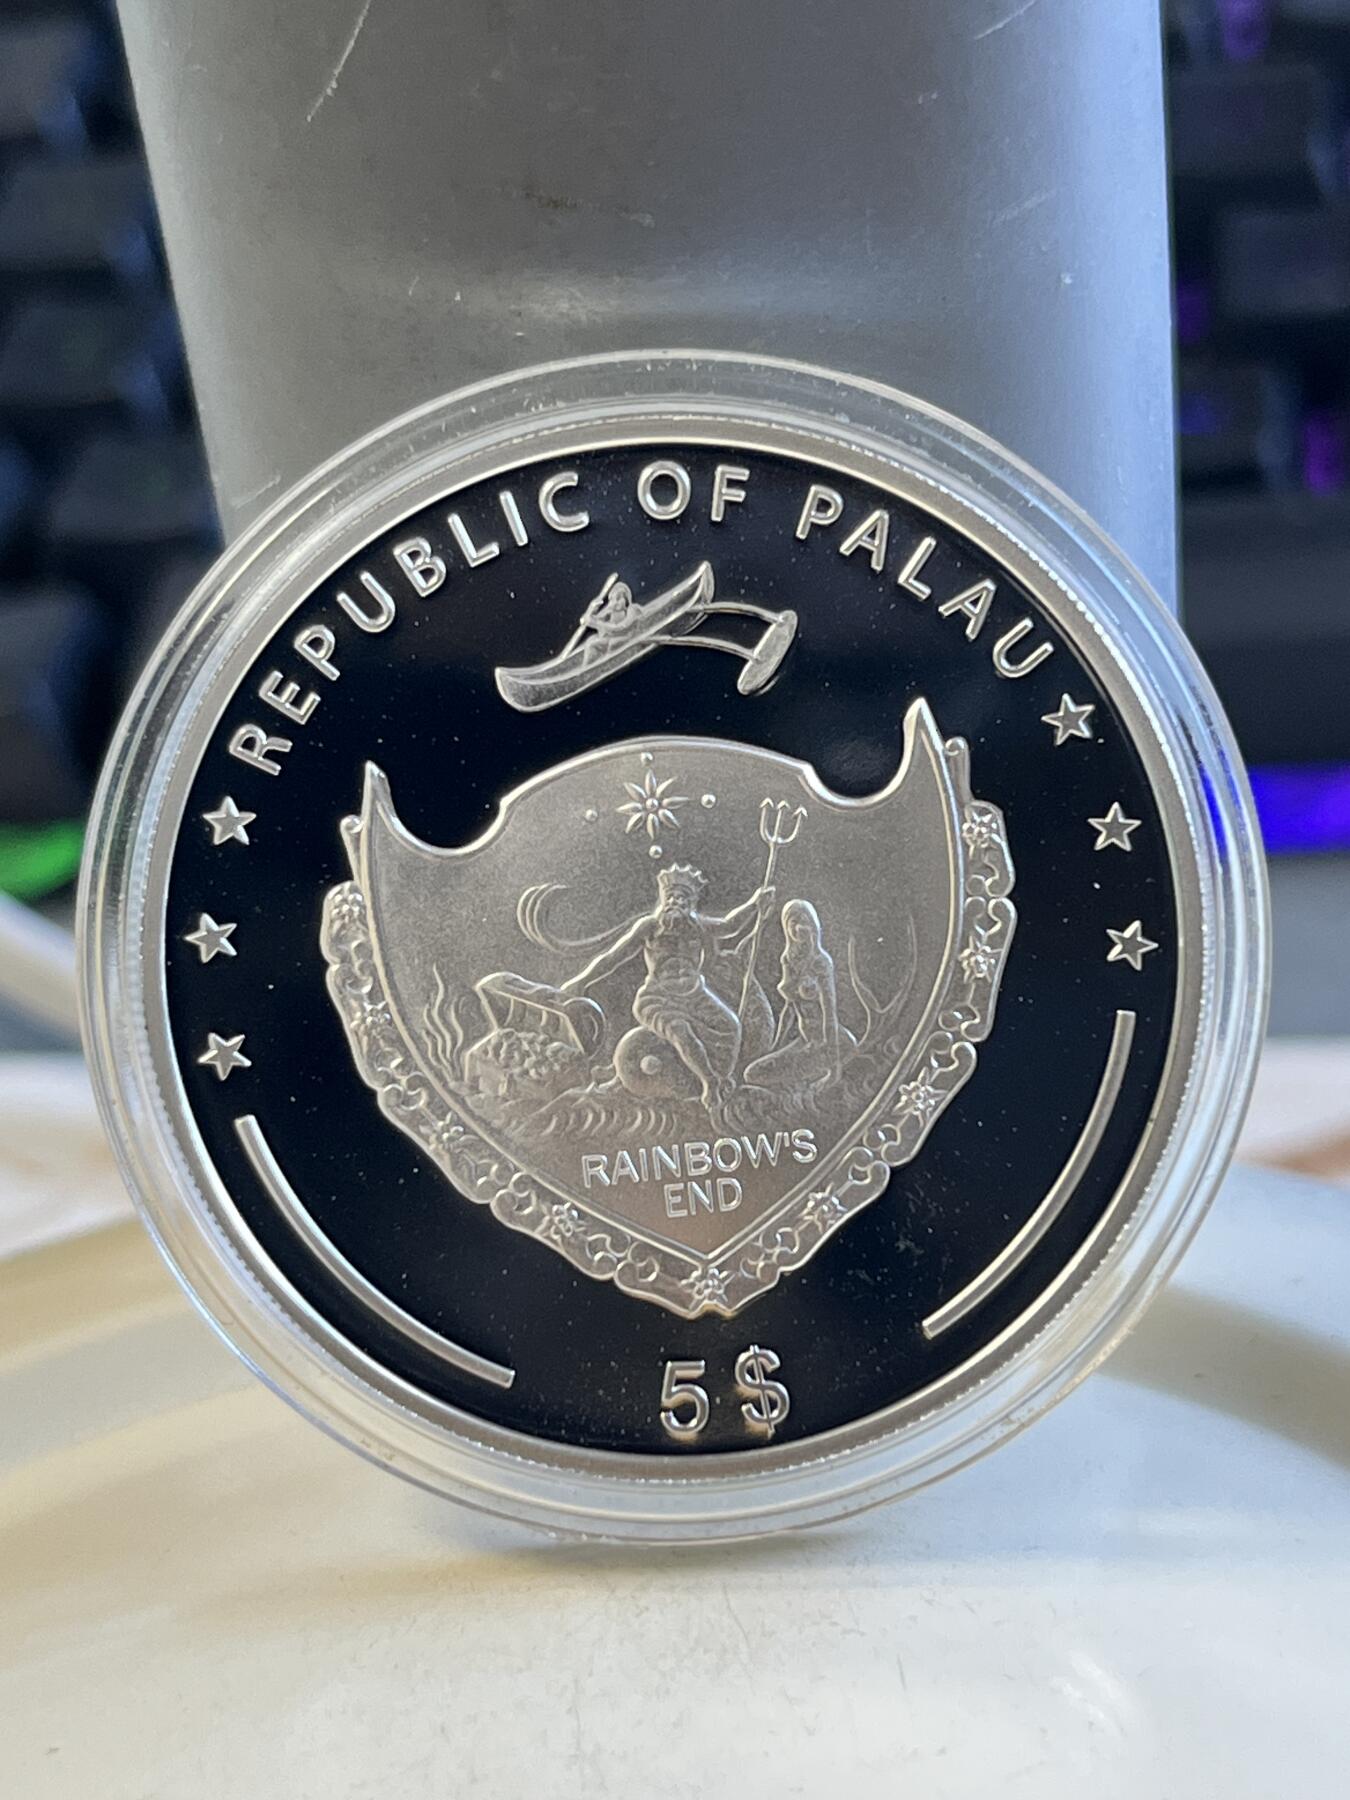 REPUBLIC OF PALAU
RAINBOW'S
END
5 $